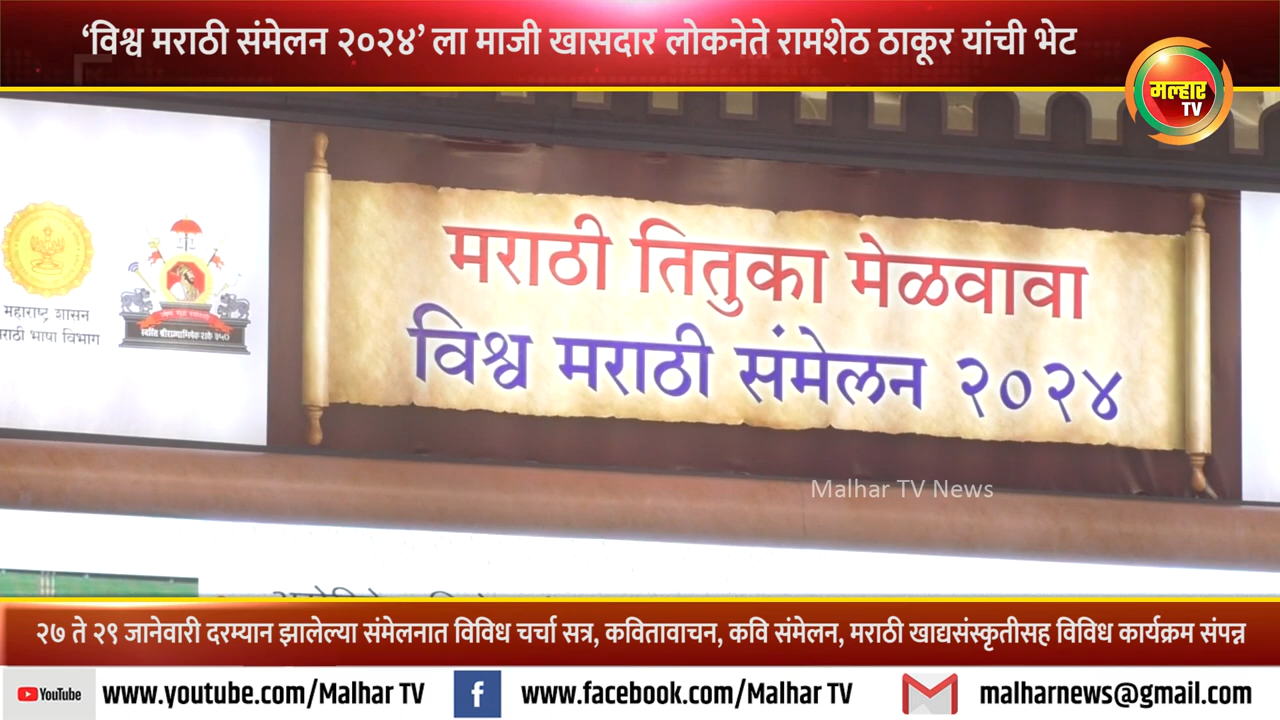 ‘विश्व मराठी संमेलन २०२४’ ला माजी खासदार लोकनेते रामशेठ ठाकूर यांची भेट
मल्हार
TV
मराठी तितुका मेळवावा
विश्व मराठी संमेलन २०२४
महाराष्ट्र शासन
मराठी भाषा विभाग
Malhar TV News
२७ ते २९ जानेवारी दरम्यान झालेल्या संमेलनात विविध चर्चा सत्र, कवितावाचन, कवि संमेलन, मराठी खाद्यसंस्कृतीसह विविध कार्यक्रम संपन्न
YouTube
www.youtube.com/Malhar TV
www.facebook.com/Malhar TV
malharnews@gmail.com